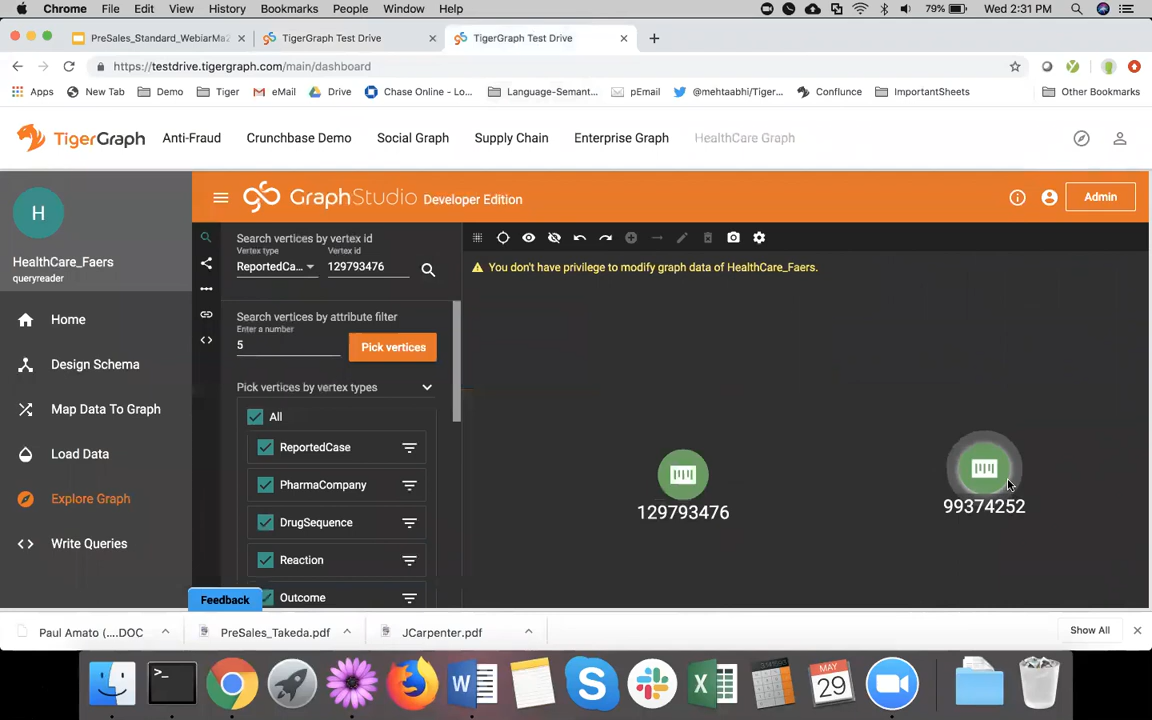 Chrome File Edit View History Bookmarks People Window Help 79% Wed 2:31 PM
PreSales_Standard_WebiarMa2 TigerGraph Test Drive TigerGraph Test Drive
https://testdrive.tigergraph.com/main/dashboard
Apps New Tab Demo Tiger eMail Drive Chase Online - Lo... Language-Semant... pEmail @mehtaabhi/Tiger... Conflunce ImportantSheets Other Bookmarks
TigerGraph Anti-Fraud Crunchbase Demo Social Graph Supply Chain Enterprise Graph HealthCare Graph
H
HealthCare_Faers
queryreader
Home
Design Schema
Map Data To Graph
Load Data
Explore Graph
Write Queries
GraphStudio Developer Edition Admin
Search vertices by vertex id
Vertex type Vertex id
ReportedCa... 129793476
Search vertices by attribute filter
Enter a number
5 Pick vertices
Pick vertices by vertex types
All
ReportedCase
PharmaCompany
DrugSequence
Reaction
Outcome
Feedback
You don't have privilege to modify graph data of HealthCare_Faers.
129793476
99374252
Paul Amato (....DOC PreSales_Takeda.pdf JCarpenter.pdf Show All
MAY
29